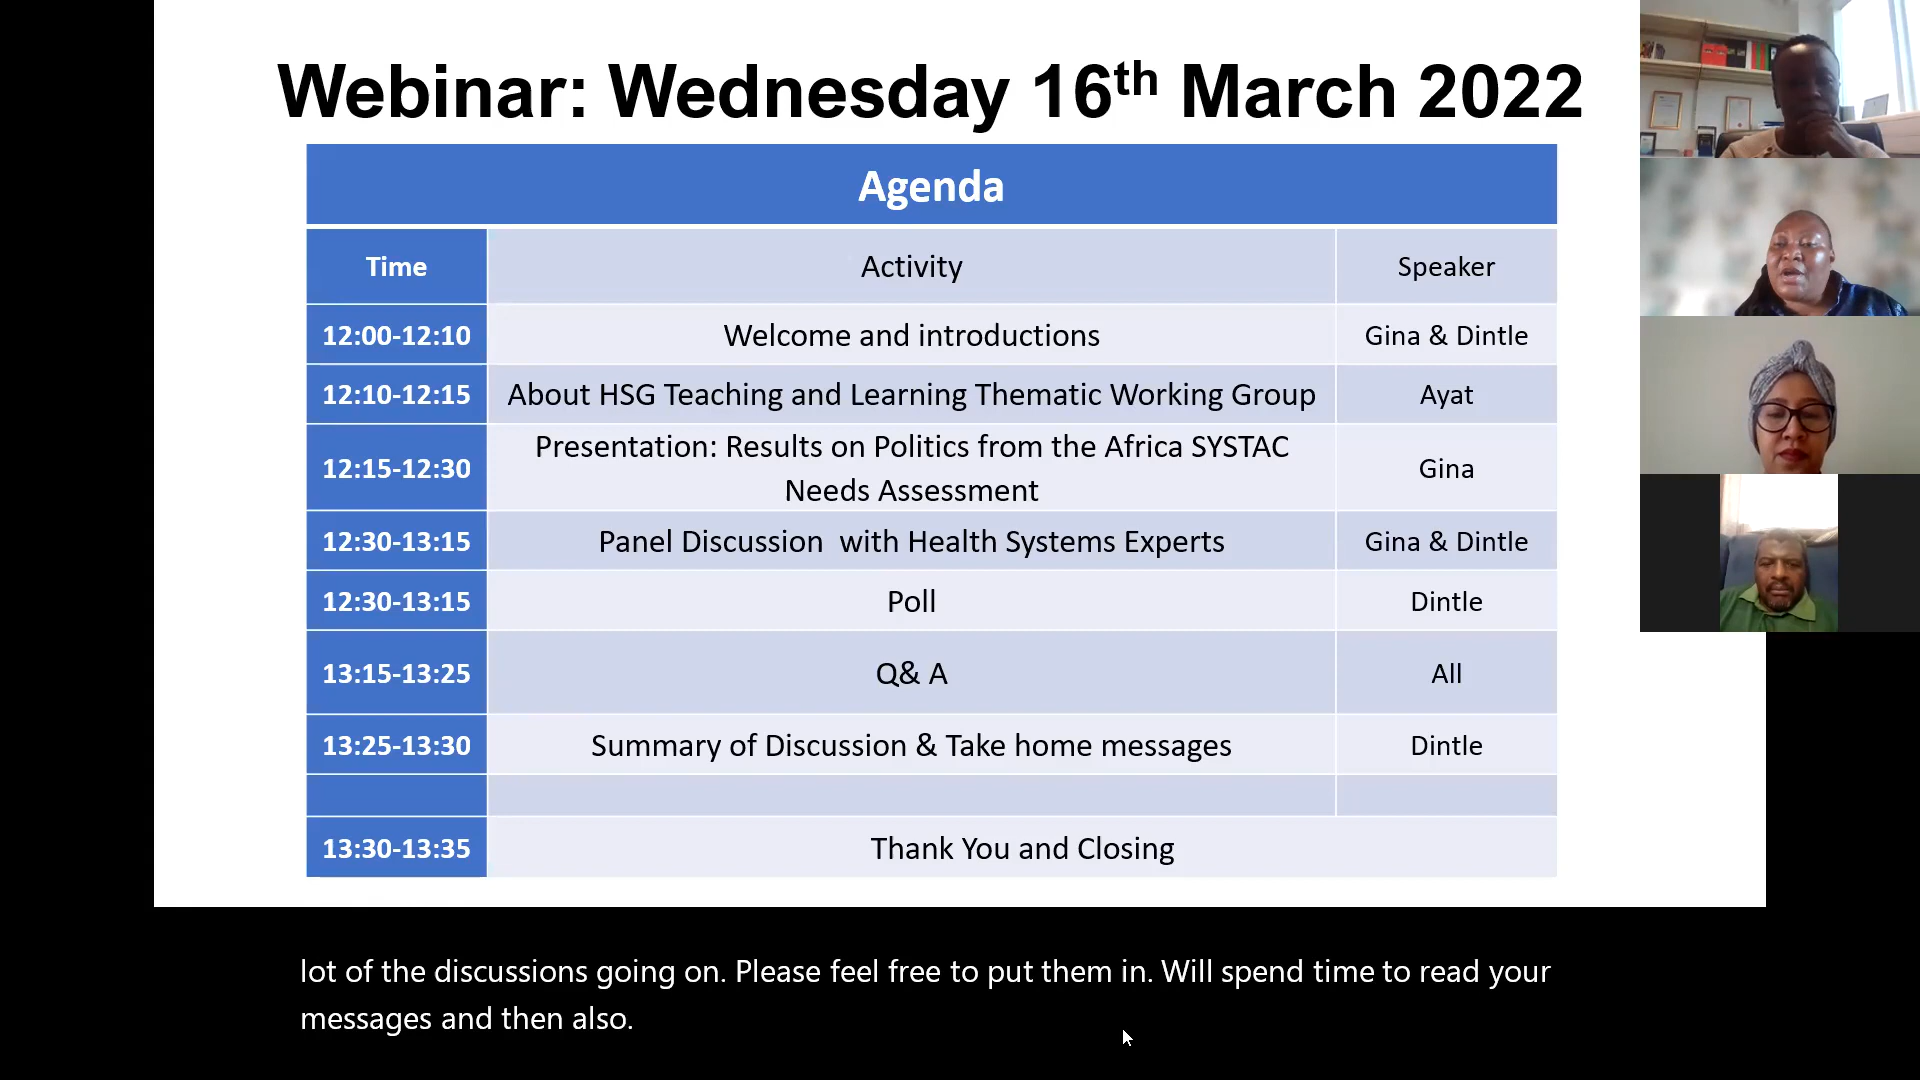 Webinar: Wednesday 16th March 2022
Agenda
Time Activity Speaker
12:00-12:10 Welcome and introductions Gina & Dintle
12:10-12:15 About HSG Teaching and Learning Thematic Working Group Ayat
12:15-12:30 Presentation: Results on Politics from the Africa SYSTAC
Needs Assessment Gina
12:30-13:15 Panel Discussion  with Health Systems Experts Gina & Dintle
12:30-13:15 Poll Dintle
13:15-13:25 Q& A All
13:25-13:30 Summary of Discussion & Take home messages Dintle
13:30-13:35 Thank You and Closing
lot of the discussions going on. Please feel free to put them in. Will spend time to read your
messages and then also.